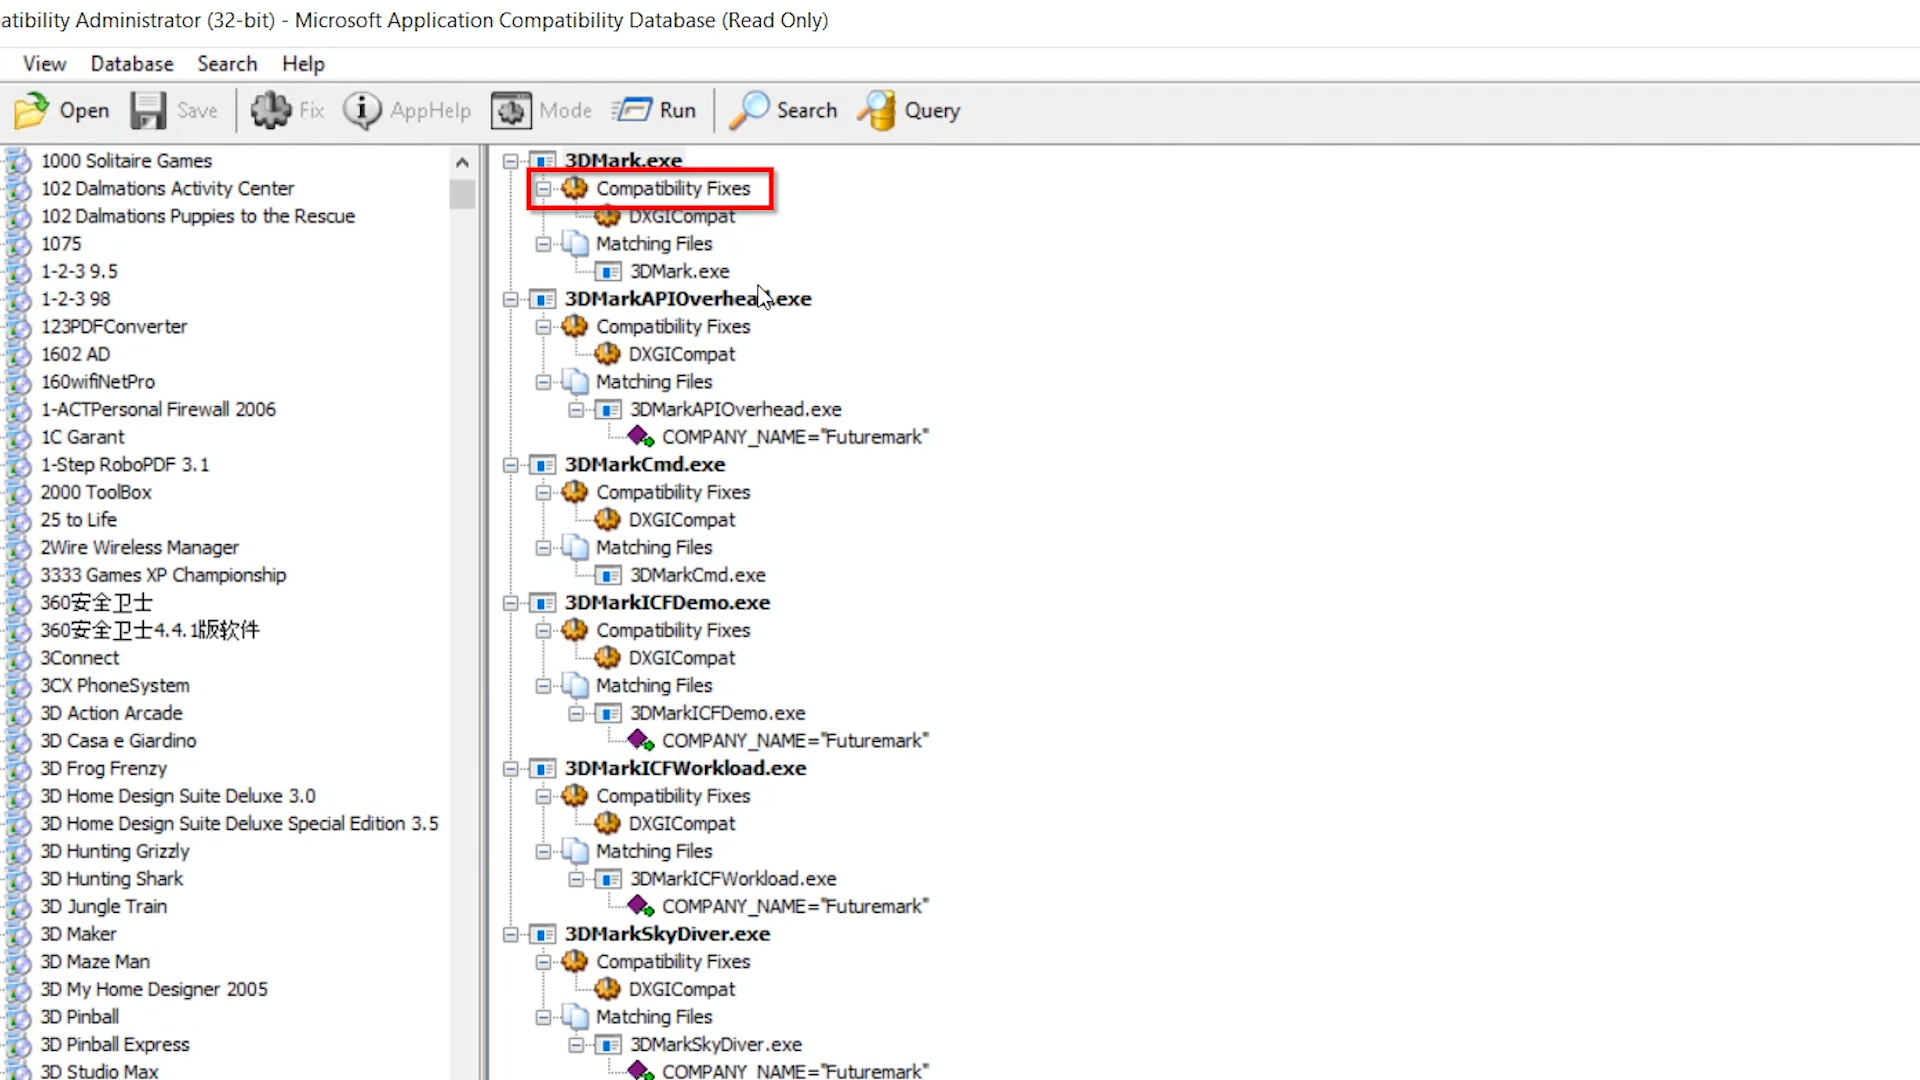 atibility Administrator (32-bit) - Microsoft Application Compatibility Database (Read Only)
View Database Search Help
Open Save Fix AppHelp Mode Run Search Query
1000 Solitaire Games
102 Dalmations Activity Center
102 Dalmations Puppies to the Rescue
1075
1-2-3 9.5
1-2-3 98
123PDFConverter
1602 AD
160wifiNetPro
1-ACTPersonal Firewall 2006
1C Garant
1-Step RoboPDF 3.1
2000 ToolBox
25 to Life
2Wire Wireless Manager
3333 Games XP Championship
360安全卫士
360安全卫士4.4.1版软件
3Connect
3CX PhoneSystem
3D Action Arcade
3D Casa e Giardino
3D Frog Frenzy
3D Home Design Suite Deluxe 3.0
3D Home Design Suite Deluxe Special Edition 3.5
3D Hunting Grizzly
3D Hunting Shark
3D Jungle Train
3D Maker
3D Maze Man
3D My Home Designer 2005
3D Pinball
3D Pinball Express
3D Studio Max
3DMark.exe
Compatibility Fixes
DXGICompat
Matching Files
3DMark.exe
3DMarkAPIOverhead.exe
Compatibility Fixes
DXGICompat
Matching Files
3DMarkAPIOverhead.exe
COMPANY_NAME="Futuremark"
3DMarkCmd.exe
Compatibility Fixes
DXGICompat
Matching Files
3DMarkCmd.exe
3DMarkICFDemo.exe
Compatibility Fixes
DXGICompat
Matching Files
3DMarkICFDemo.exe
COMPANY_NAME="Futuremark"
3DMarkICFWorkload.exe
Compatibility Fixes
DXGICompat
Matching Files
3DMarkICFWorkload.exe
COMPANY_NAME="Futuremark"
3DMarkSkyDiver.exe
Compatibility Fixes
DXGICompat
Matching Files
3DMarkSkyDiver.exe
COMPANY_NAME="Futuremark"